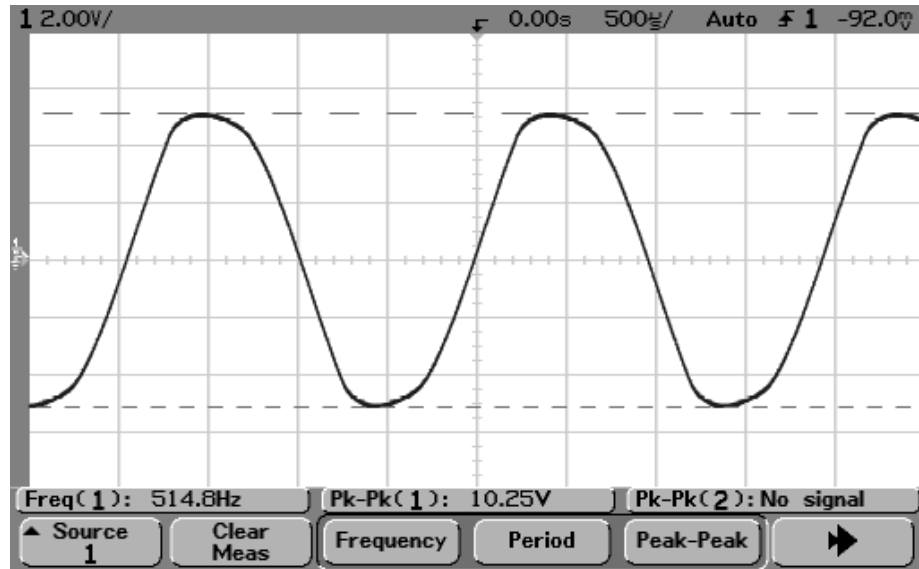 1 2.00V/ 0.00s 500µs/ Auto 1 -92.0mV
Freq(1): 514.8Hz Pk-Pk(1): 10.25V Pk-Pk(2): No signal
Source 1 Clear Meas Frequency Period Peak-Peak